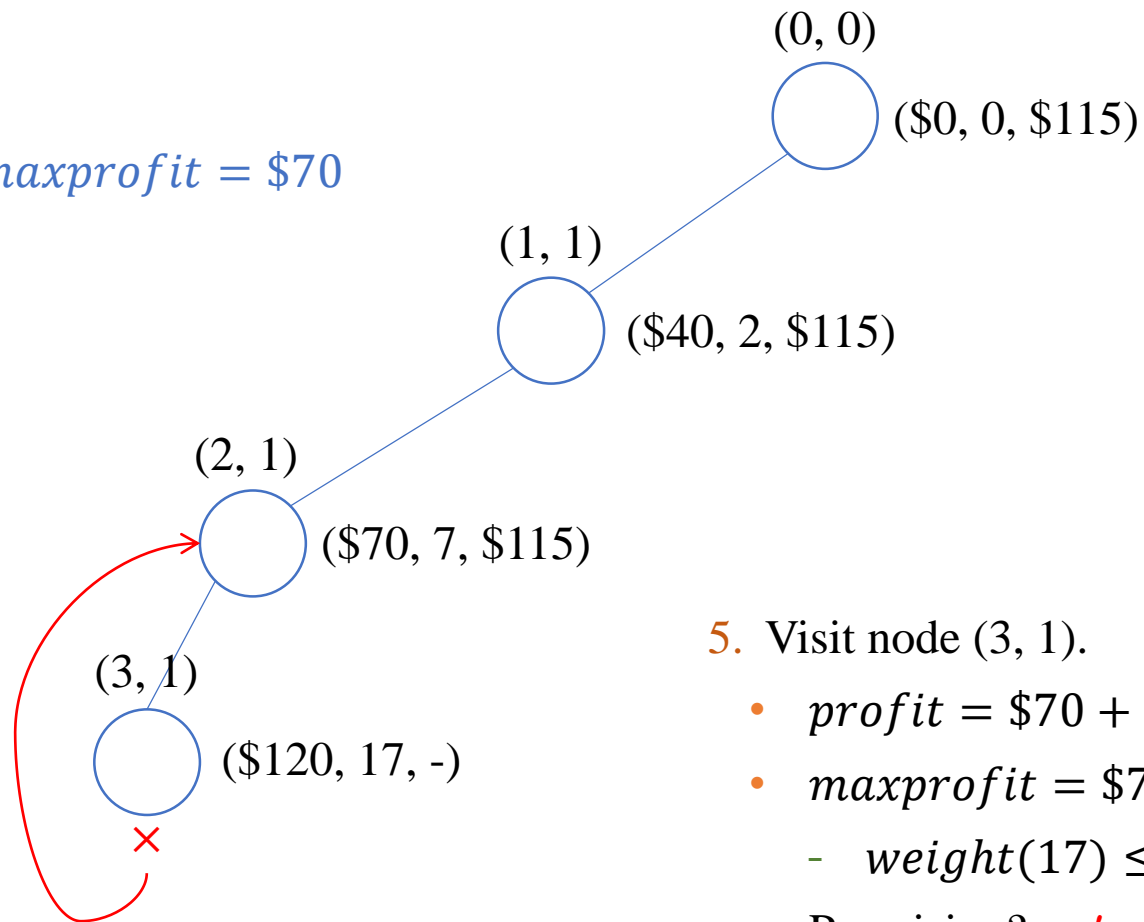 (0, 0)
($0, 0, $115)
maxprofit = $70
(1, 1)
($40, 2, $115)
(2, 1)
($70, 7, $115)
(3, 1)
($120, 17, -)
5. Visit node (3, 1).
• profit = $70 +
• maxprofit = $7
- weight(17) ≤